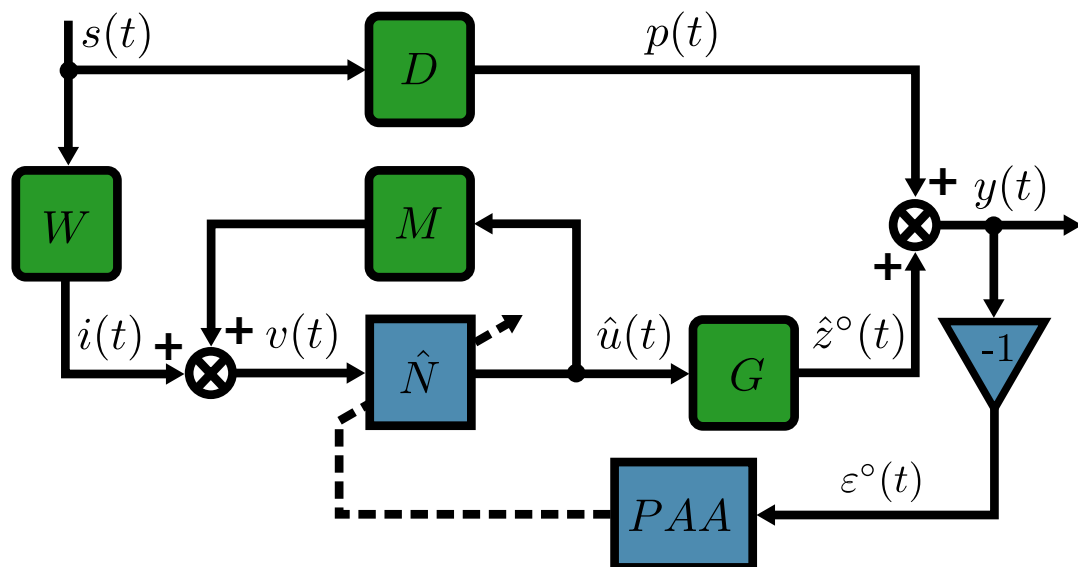 s(t)
p(t)
D
+
y(t)
W
M
+
i(t)
+
+
v(t)
N̂
û(t)
G
ẑ°(t)
-1
PAA
ε°(t)